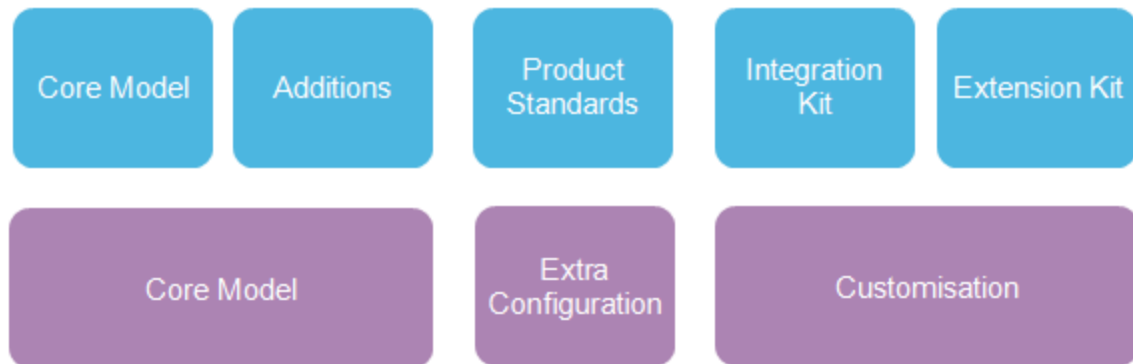 Core Model
Additions
Product
Standards
Integration
Kit
Extension Kit
Core Model
Extra
Configuration
Customisation